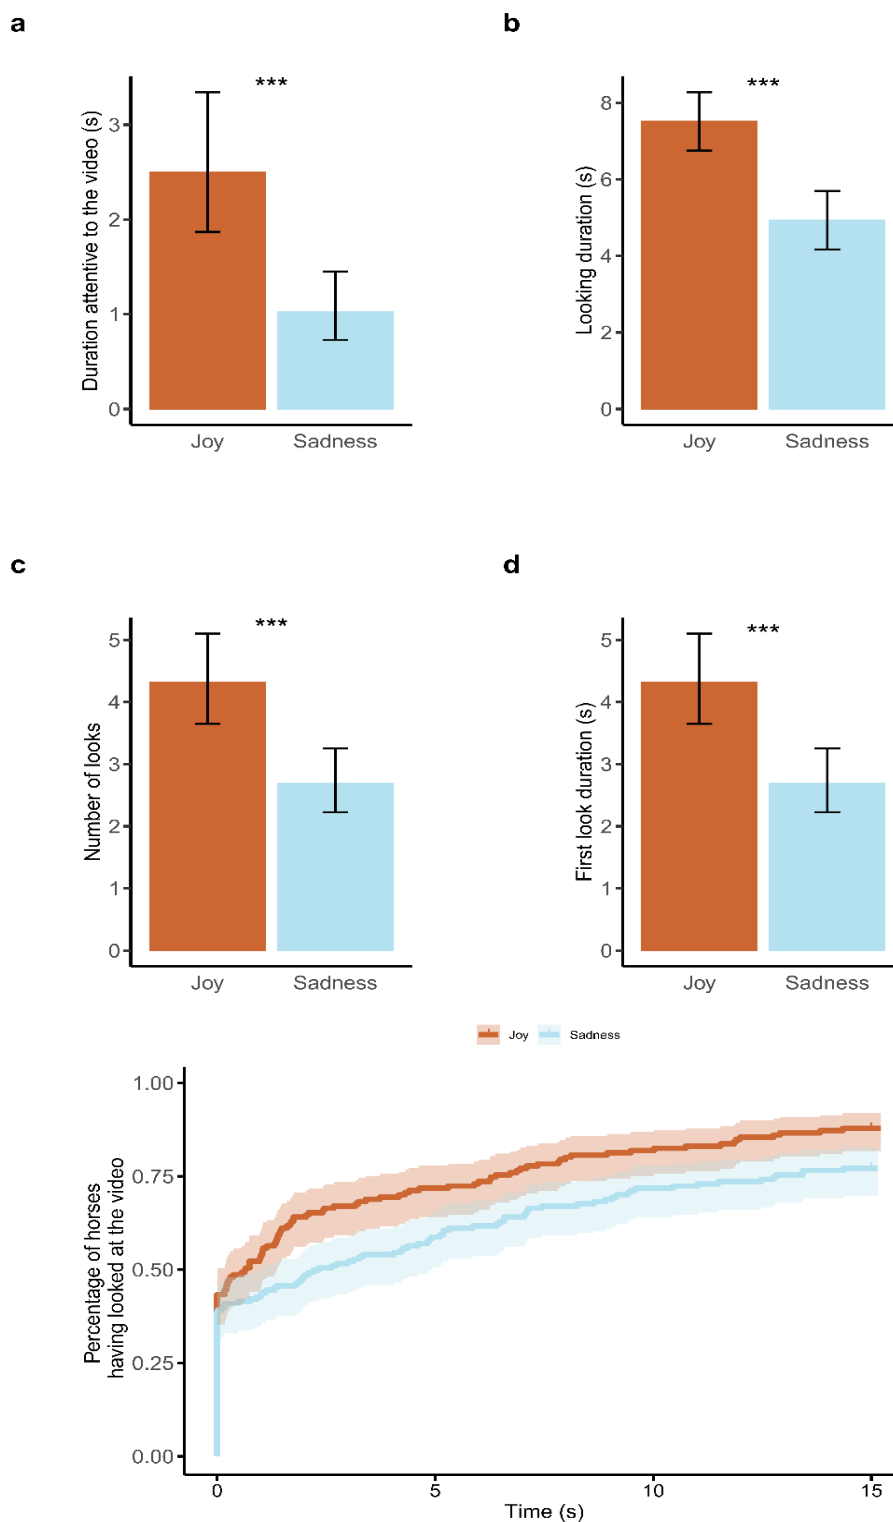 a
b
***
Duration attentive to the video (s)
3
2
1
0
Joy Sadness
***
Looking duration (s)
8
6
4
2
0
Joy Sadness
c
d
***
Number of looks
5
4
3
2
1
0
Joy Sadness
***
First look duration (s)
5
4
3
2
1
0
Joy Sadness
Joy Sadness
Percentage of horses
having looked at the video
1.00
0.75
0.50
0.25
0.00
0 5 10 15
Time (s)